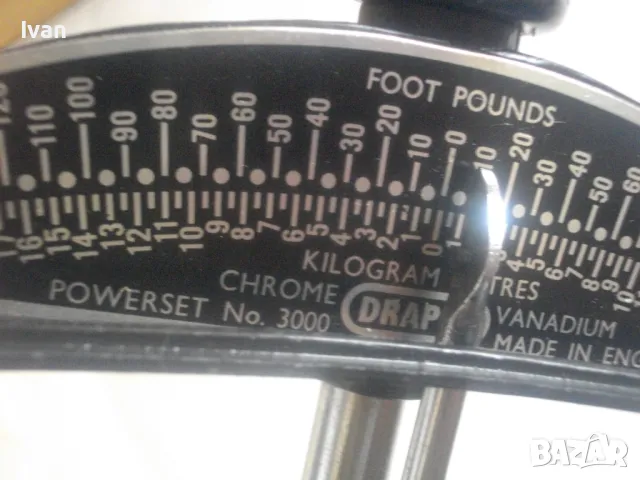 Ivan
FOOT POUNDS
120 110 100 90 80 70 60 50 40 30 20 10 0 10 20 30 40 50 60
17 16 15 14 13 12 11 10 9 8 7 6 5 4 3 2 1 0 1 5 6 7 8 9 10
KILOGRAM TRES
CHROME DRAP VANADIUM
POWERSET No. 3000 MADE IN ENG
BAZAR